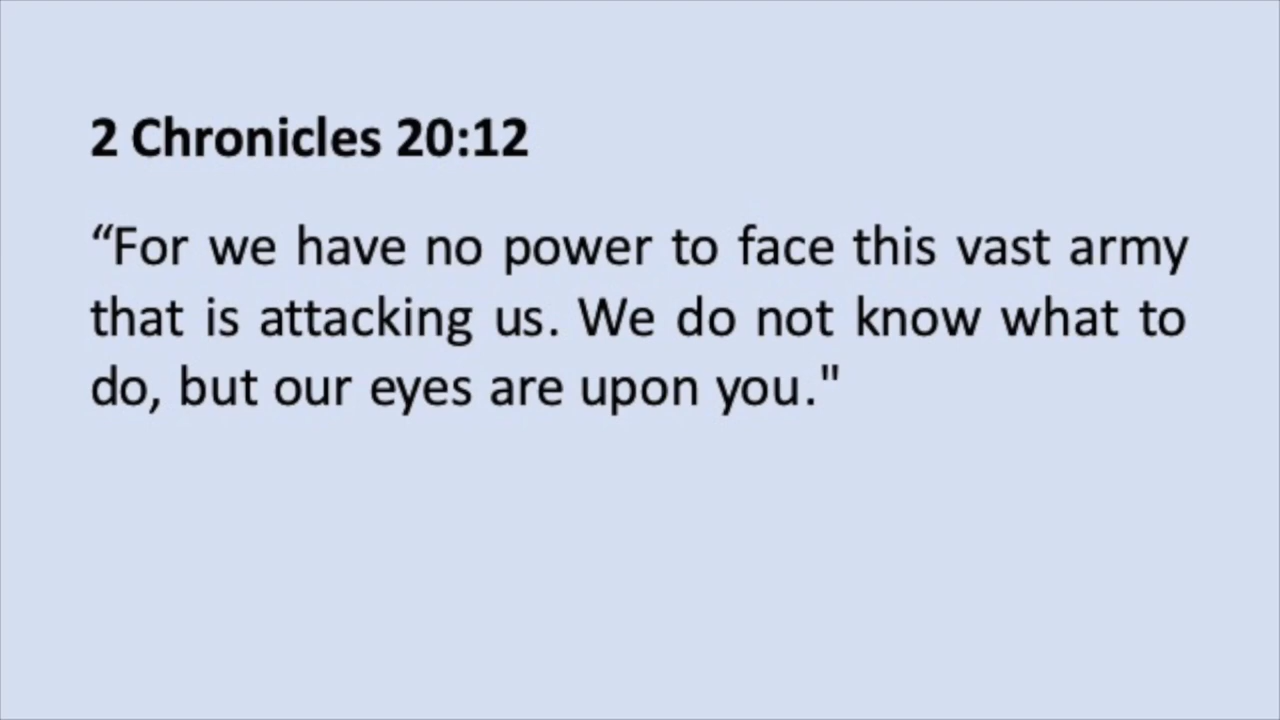 2 Chronicles 20:12
“For we have no power to face this vast army
that is attacking us. We do not know what to
do, but our eyes are upon you."